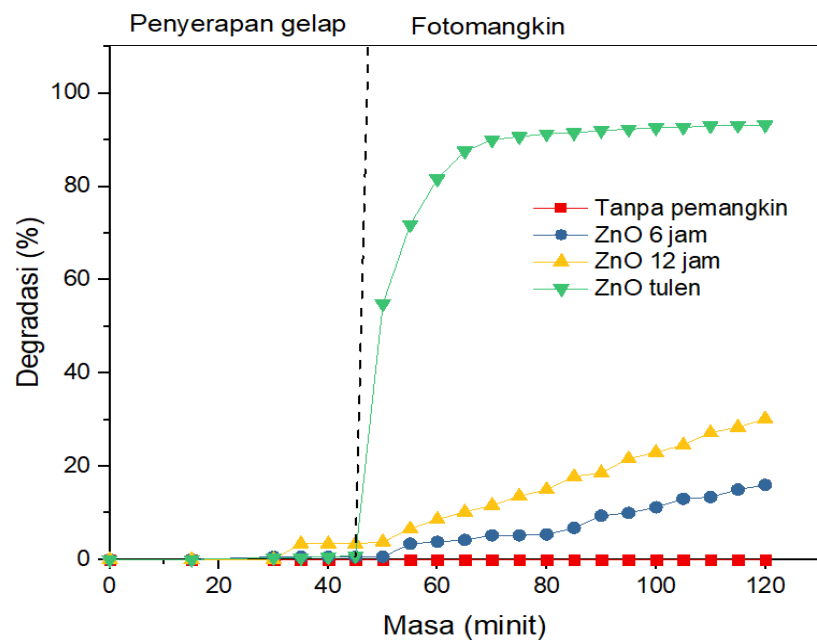 Penyerapan gelap
Fotomangkin
100
80
60
40
20
0
Degradasi (%)
Tanpa pemangkin
ZnO 6 jam
ZnO 12 jam
ZnO tulen
0 20 40 60 80 100 120
Masa (minit)